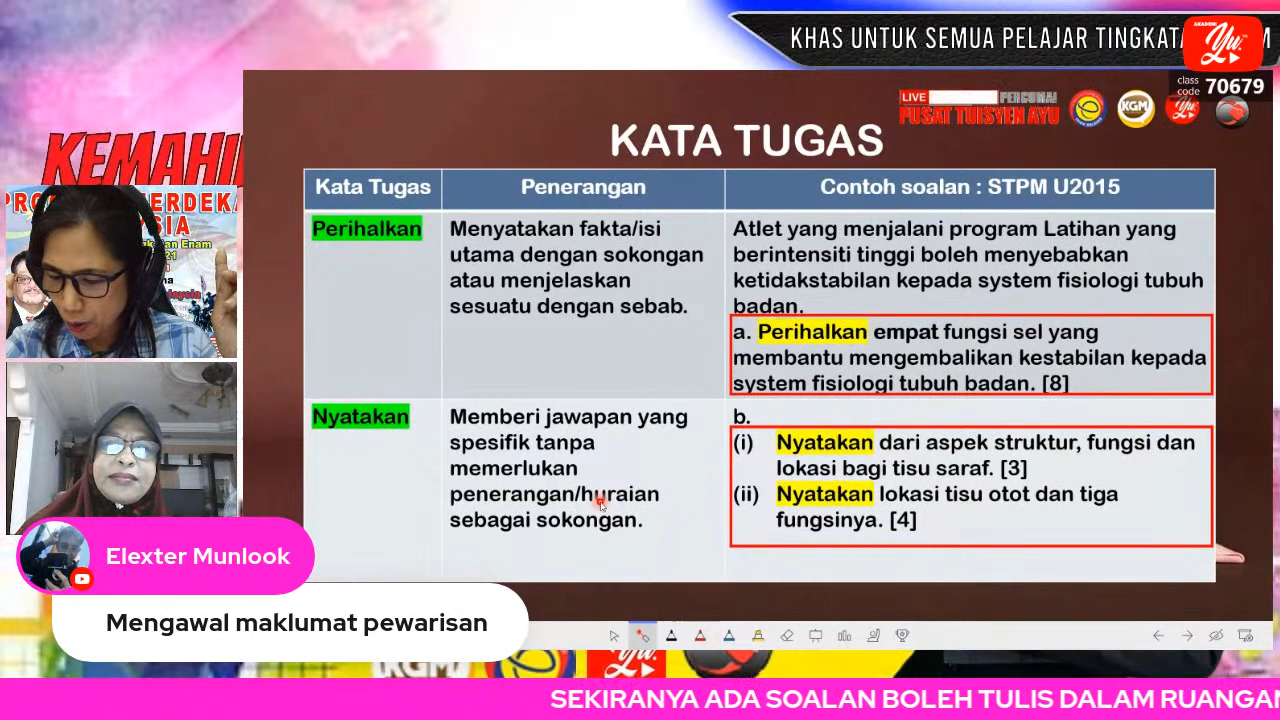 KHAS UNTUK SEMUA PELAJAR
AKADEMI
Yu
class code 70679
LIVE
PERCUMA!
PUSAT TUISYEN AYU
KGM
KATA TUGAS
Kata Tugas
Penerangan
Contoh soalan : STPM U2015
Perihalkan
Menyatakan fakta/isi
utama dengan sokongan
atau menjelaskan
sesuatu dengan sebab.
Atlet yang menjalani program Latihan yang
berintensiti tinggi boleh menyebabkan
ketidakstabilan kepada system fisiologi tubuh
badan.
a. Perihalkan empat fungsi sel yang
membantu mengembalikan kestabilan kepada
system fisiologi tubuh badan. [8]
Nyatakan
Memberi jawapan yang
spesifik tanpa
memerlukan
penerangan/huraian
sebagai sokongan.
b.
(i) Nyatakan dari aspek struktur, fungsi dan
lokasi bagi tisu saraf. [3]
(ii) Nyatakan lokasi tisu otot dan tiga
fungsinya. [4]
Elexter Munlook
Mengawal maklumat pewarisan
SEKIRANYA ADA SOALAN BOLEH TULIS DALAM